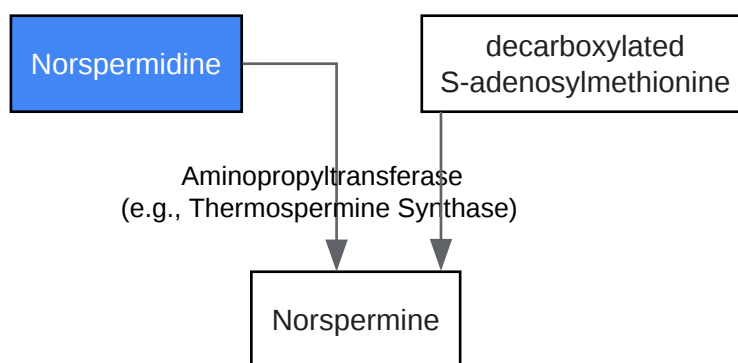 Norspermidine
decarboxylated
S-adenosylmethionine
Aminopropyltransferase
(e.g., Thermospermine Synthase)
Norspermine